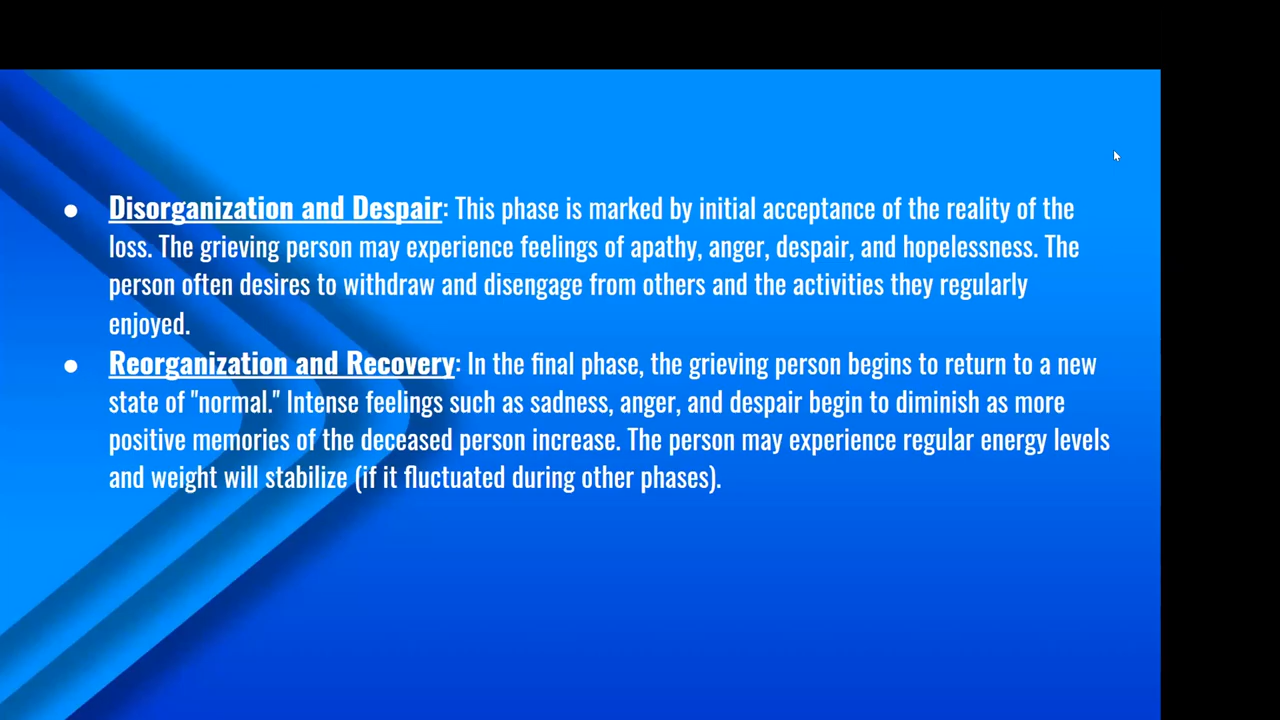 ● Disorganization and Despair: This phase is marked by initial acceptance of the reality of the
loss. The grieving person may experience feelings of apathy, anger, despair, and hopelessness. The
person often desires to withdraw and disengage from others and the activities they regularly
enjoyed.
● Reorganization and Recovery: In the final phase, the grieving person begins to return to a new
state of "normal." Intense feelings such as sadness, anger, and despair begin to diminish as more
positive memories of the deceased person increase. The person may experience regular energy levels
and weight will stabilize (if it fluctuated during other phases).